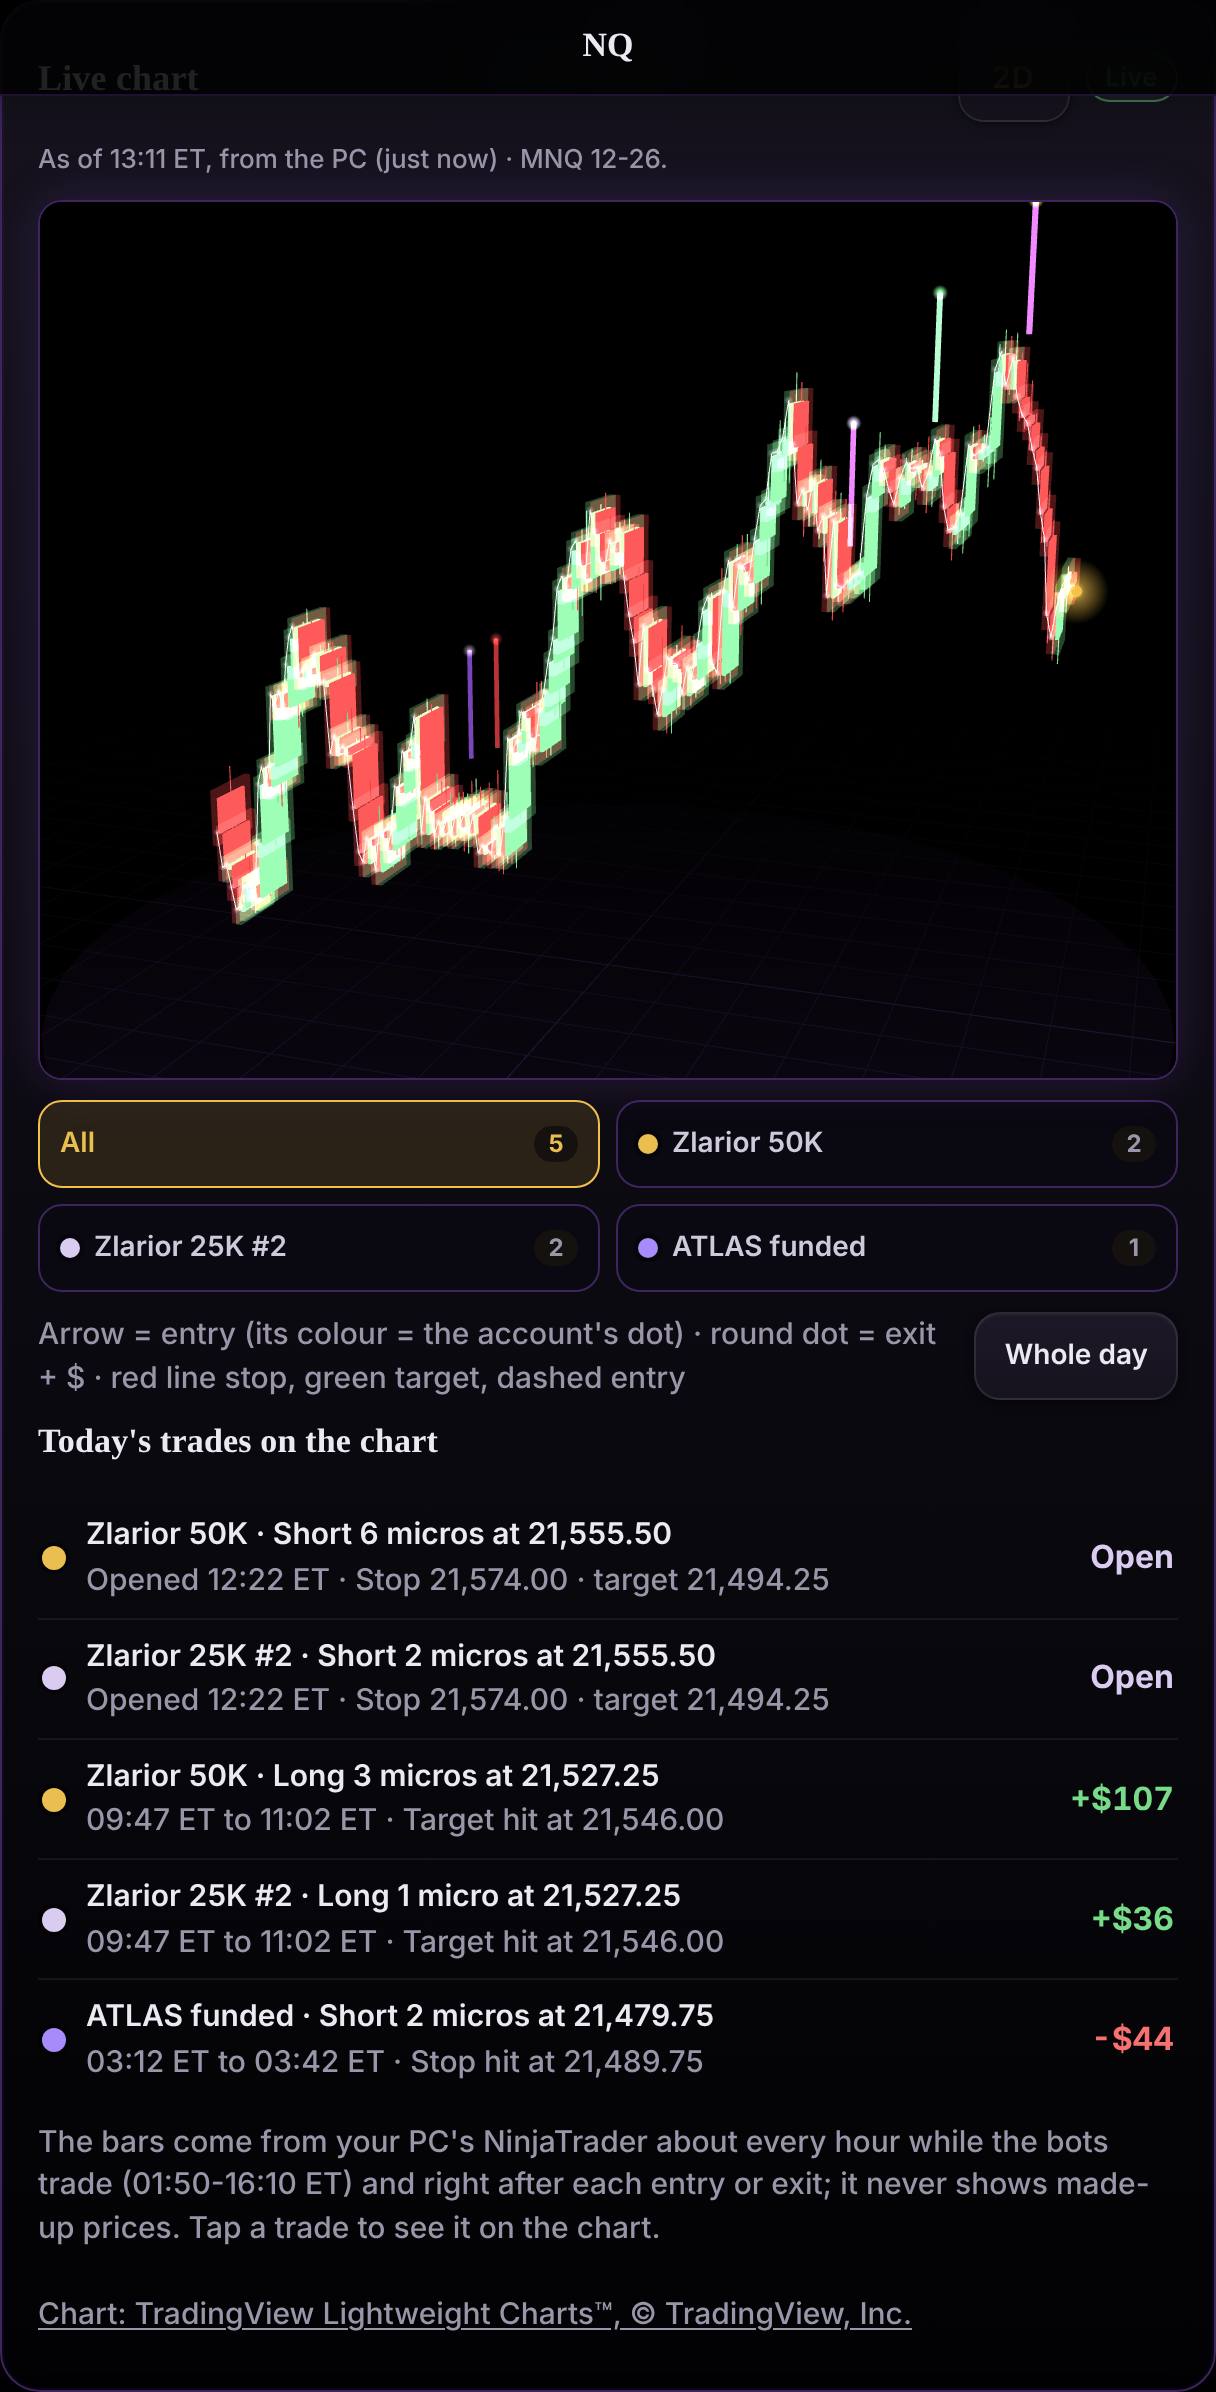 NQ
Live chart
2D
Live
As of 13:11 ET, from the PC (just now) · MNQ 12-26.
All
5
Zlarior 50K
2
Zlarior 25K #2
2
ATLAS funded
1
Arrow = entry (its colour = the account's dot) · round dot = exit
+ $ · red line stop, green target, dashed entry
Whole day
Today's trades on the chart
Zlarior 50K · Short 6 micros at 21,555.50
Opened 12:22 ET · Stop 21,574.00 · target 21,494.25
Open
Zlarior 25K #2 · Short 2 micros at 21,555.50
Opened 12:22 ET · Stop 21,574.00 · target 21,494.25
Open
Zlarior 50K · Long 3 micros at 21,527.25
09:47 ET to 11:02 ET · Target hit at 21,546.00
+$107
Zlarior 25K #2 · Long 1 micro at 21,527.25
09:47 ET to 11:02 ET · Target hit at 21,546.00
+$36
ATLAS funded · Short 2 micros at 21,479.75
03:12 ET to 03:42 ET · Stop hit at 21,489.75
-$44
The bars come from your PC's NinjaTrader about every hour while the bots
trade (01:50-16:10 ET) and right after each entry or exit; it never shows made-
up prices. Tap a trade to see it on the chart.
Chart: TradingView Lightweight Charts™, © TradingView, Inc.